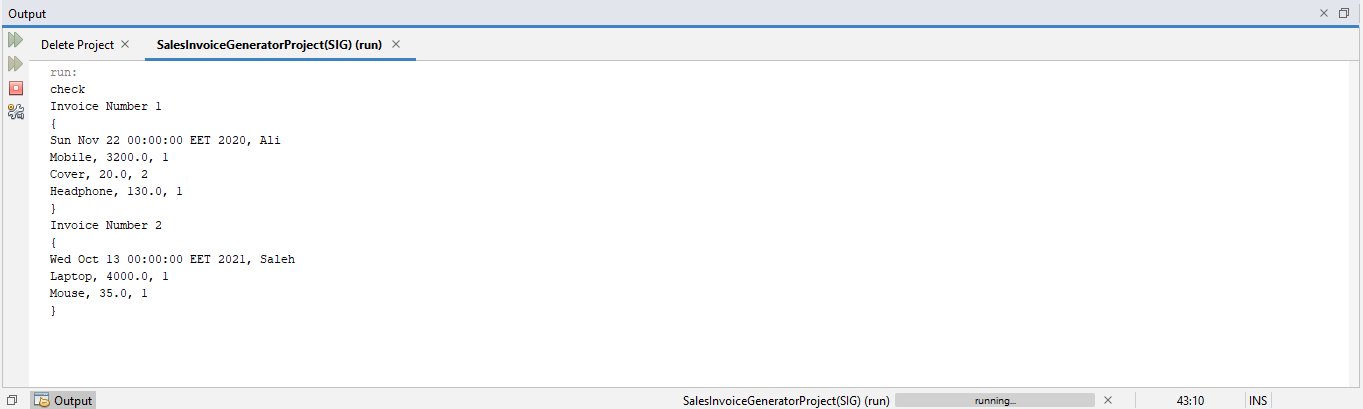 Output
Delete Project
SalesInvoiceGeneratorProject(SIG) (run)
run:
check
Invoice Number 1
{
Sun Nov 22 00:00:00 EET 2020, Ali
Mobile, 3200.0, 1
Cover, 20.0, 2
Headphone, 130.0, 1
}
Invoice Number 2
{
Wed Oct 13 00:00:00 EET 2021, Saleh
Laptop, 4000.0, 1
Mouse, 35.0, 1
}
Output
SalesInvoiceGeneratorProject(SIG) (run)
running...
43:10
INS